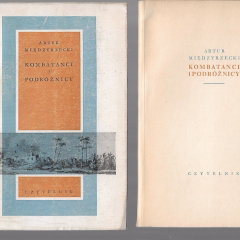 ARTUR
MIĘDZYRZECKI
KOMBATANCI
I
PODRÓŻNICY
CZYTELNIK
ARTUR
MIĘDZYRZECKI
KOMBATANCI
I PODRÓŻNICY
CZYTELNIK